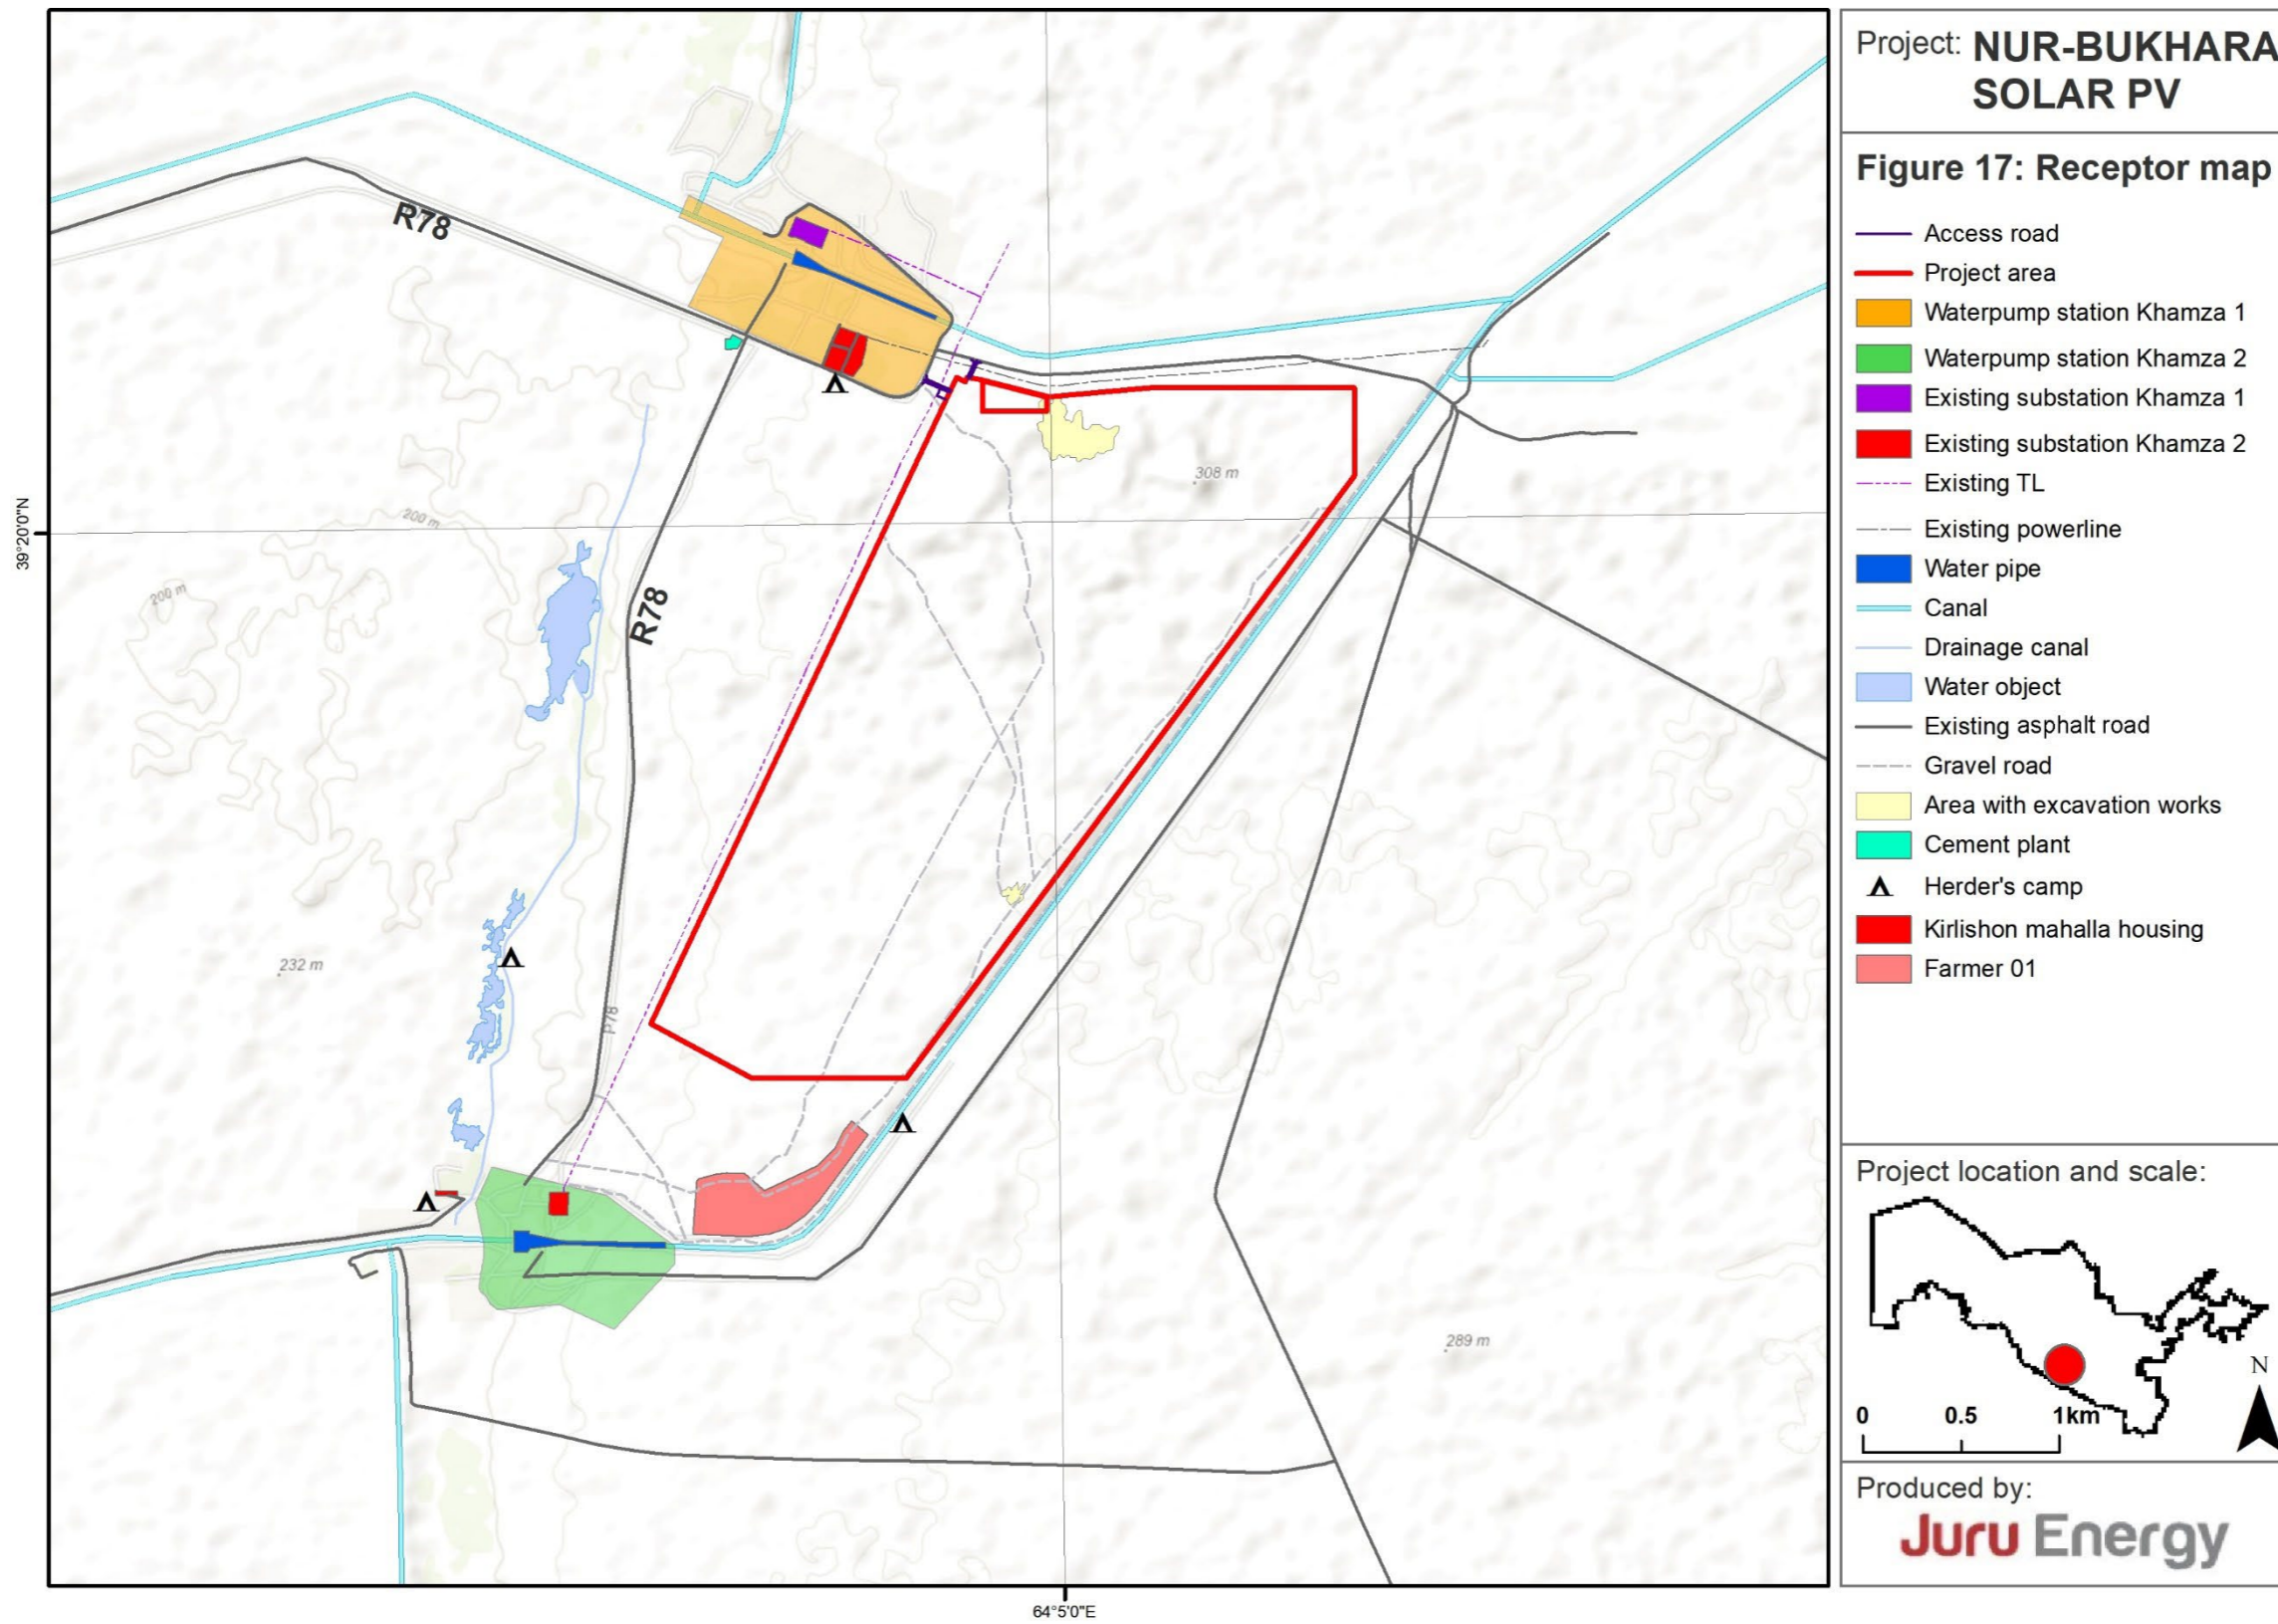 R78
200 m
200 m
308 m
R78
232 m
P78
289 m
39°20'0"N
64°5'0"E
Project: NUR-BUKHARA
SOLAR PV
Figure 17: Receptor map
Access road
Project area
Waterpump station Khamza 1
Waterpump station Khamza 2
Existing substation Khamza 1
Existing substation Khamza 2
Existing TL
Existing powerline
Water pipe
Canal
Drainage canal
Water object
Existing asphalt road
Gravel road
Area with excavation works
Cement plant
Herder's camp
Kirlishon mahalla housing
Farmer 01
Project location and scale:
N
0 0.5 1km
Produced by:
Juru Energy